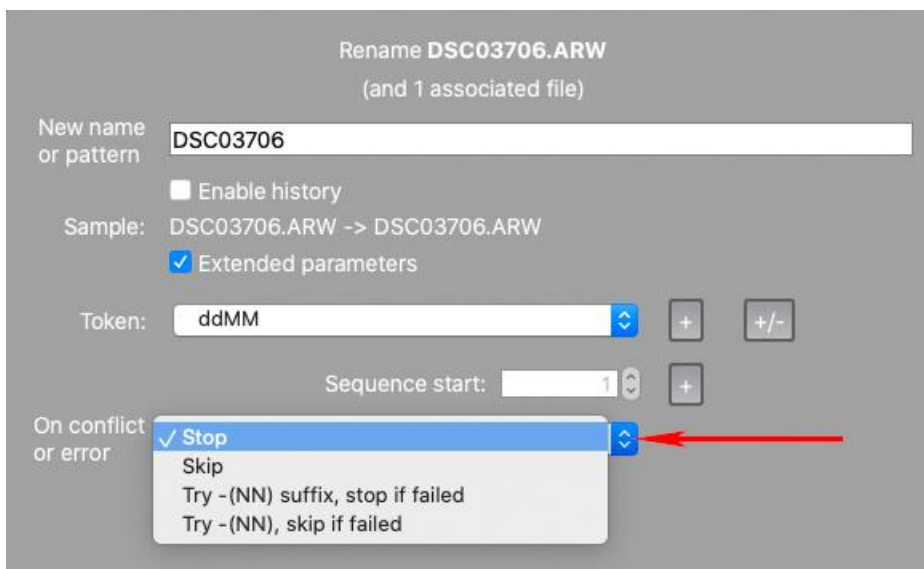 Rename DSC03706.ARW
(and 1 associated file)
New name
or pattern
DSC03706
Enable history
Sample: DSC03706.ARW -> DSC03706.ARW
Extended parameters
Token: ddMM + +/-
Sequence start: 1 +
On conflict
or error
✓ Stop
Skip
Try -(NN) suffix, stop if failed
Try -(NN), skip if failed